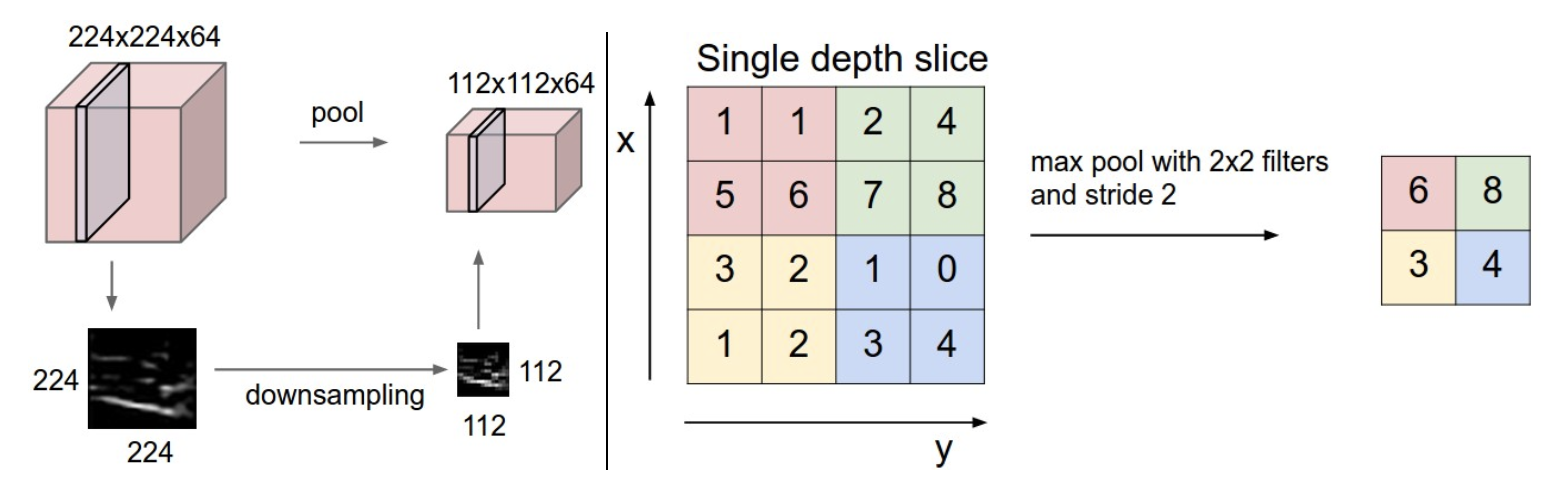 224x224x64
pool
112x112x64
224
224
downsampling
112
112
Single depth slice
x
1 1 2 4
5 6 7 8
3 2 1 0
1 2 3 4
y
max pool with 2x2 filters
and stride 2
6 8
3 4